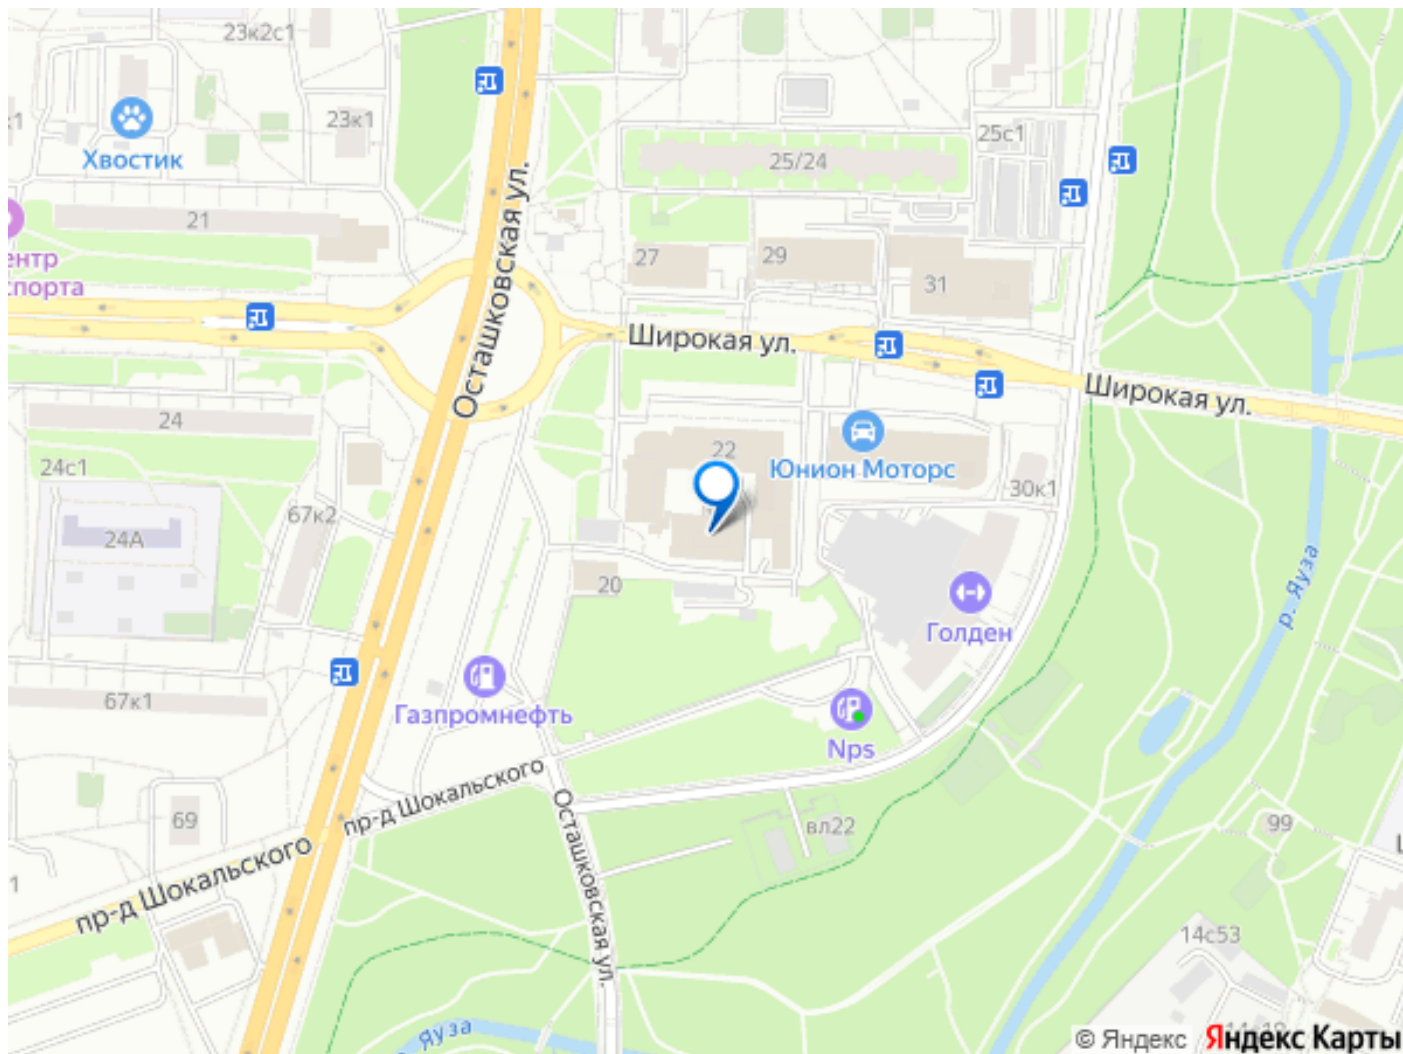 23к2с1
23к1
Хвостик
25с1
25/24
21
ентр
спорта
27
29
31
Осташковская ул.
Широкая ул.
Широкая ул.
24
22
Юнион Моторс
24с1
67к2
24А
30к1
20
Голден
р. Яуза
67к1
Газпромнефть
Nps
пр-д Шокальского
69
вл22
99
пр-д Шокальского
Осташковская ул.
14с53
Яуза
© Яндекс Яндекс Карты